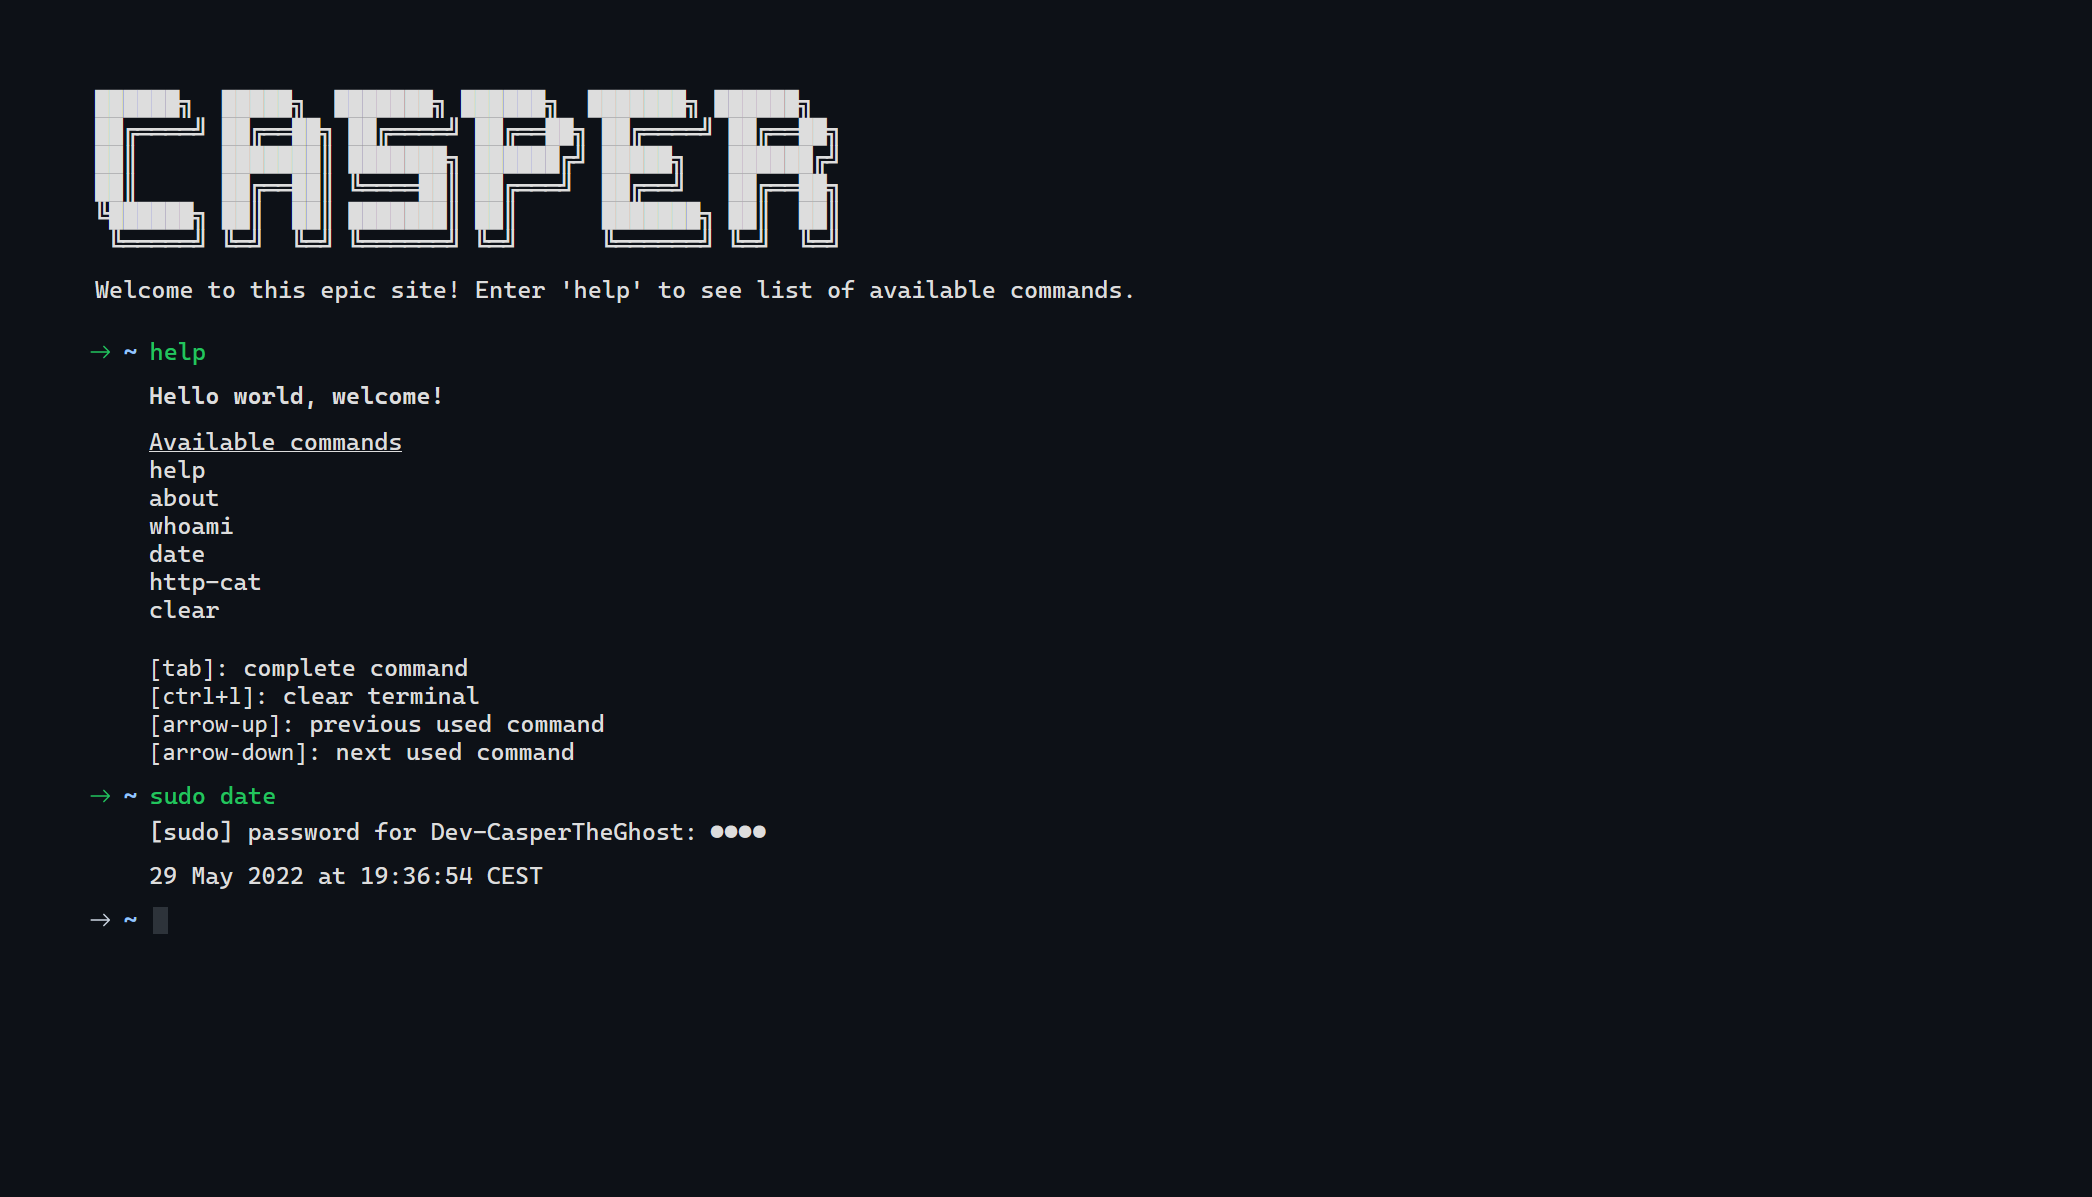 CASPER
Welcome to this epic site! Enter 'help' to see list of available commands.
→ ~ help
Hello world, welcome!
Available commands
help
about
whoami
date
http-cat
clear
[tab]: complete command
[ctrl+l]: clear terminal
[arrow-up]: previous used command
[arrow-down]: next used command
→ ~ sudo date
[sudo] password for Dev-CasperTheGhost: ●●●●
29 May 2022 at 19:36:54 CEST
→ ~